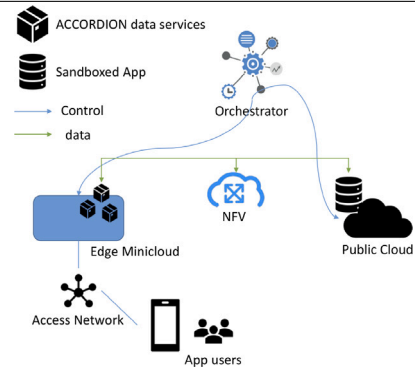 ACCORDION data services
Sandboxed App
Control
data
Orchestrator
NFV
Edge Minicloud
Public Cloud
Access Network
App users